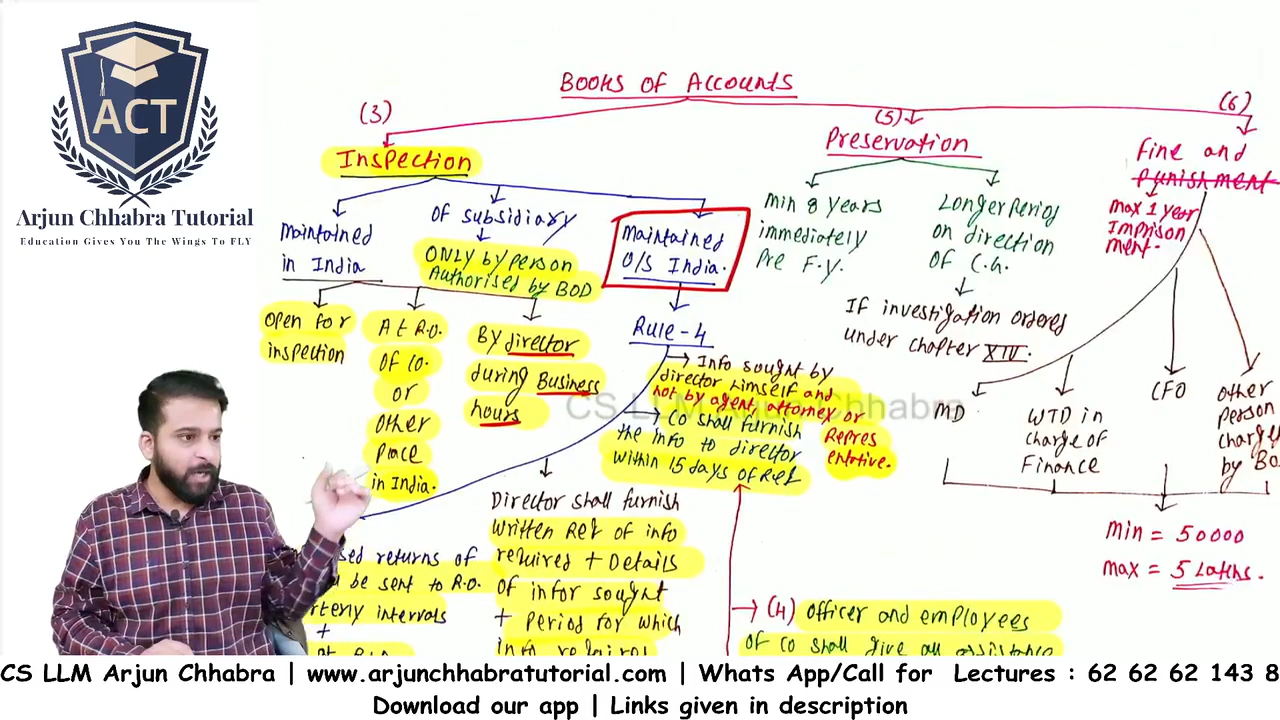 ACT
Arjun Chhabra Tutorial
Education Gives You The Wings To FLY
Books of Accounts
(3)
Inspection
Maintained
in India
Open for
inspection
At R.O.
of Co.
or
other
place
in India.
By director
during Business
hours
of subsidiary
ONLY by person
Authorised by BOD
Maintained
O/S India.
Rule-4
Info sought by
director himself and
not by agent, attorney or
Repres
entative.
Co shall furnish
the info to director
within 15 days of Req
Director shall furnish
written Req of info
required + Details
of infor sought
+ period for which
returns of
be sent to R.O.
intervals
+
(4) officer and employees
of co shall give all assistance
(5)
Preservation
Min 8 years
immediately
Pre F.y.
Longer Period
on direction
of C.G.
If investigation ordered
under chapter XIV.
(6)
Fine and
Punishment
max 1 year
Imprison
ment.
MD
WTD in
charge of
Finance
CFO
other
Person
by
min = 50000
max = 5 Lakhs.
CS LLM Arjun Chhabra
CS LLM Arjun Chhabra | www.arjunchhabratutorial.com | Whats App/Call for Lectures : 62 62 62 143 8
Download our app | Links given in description